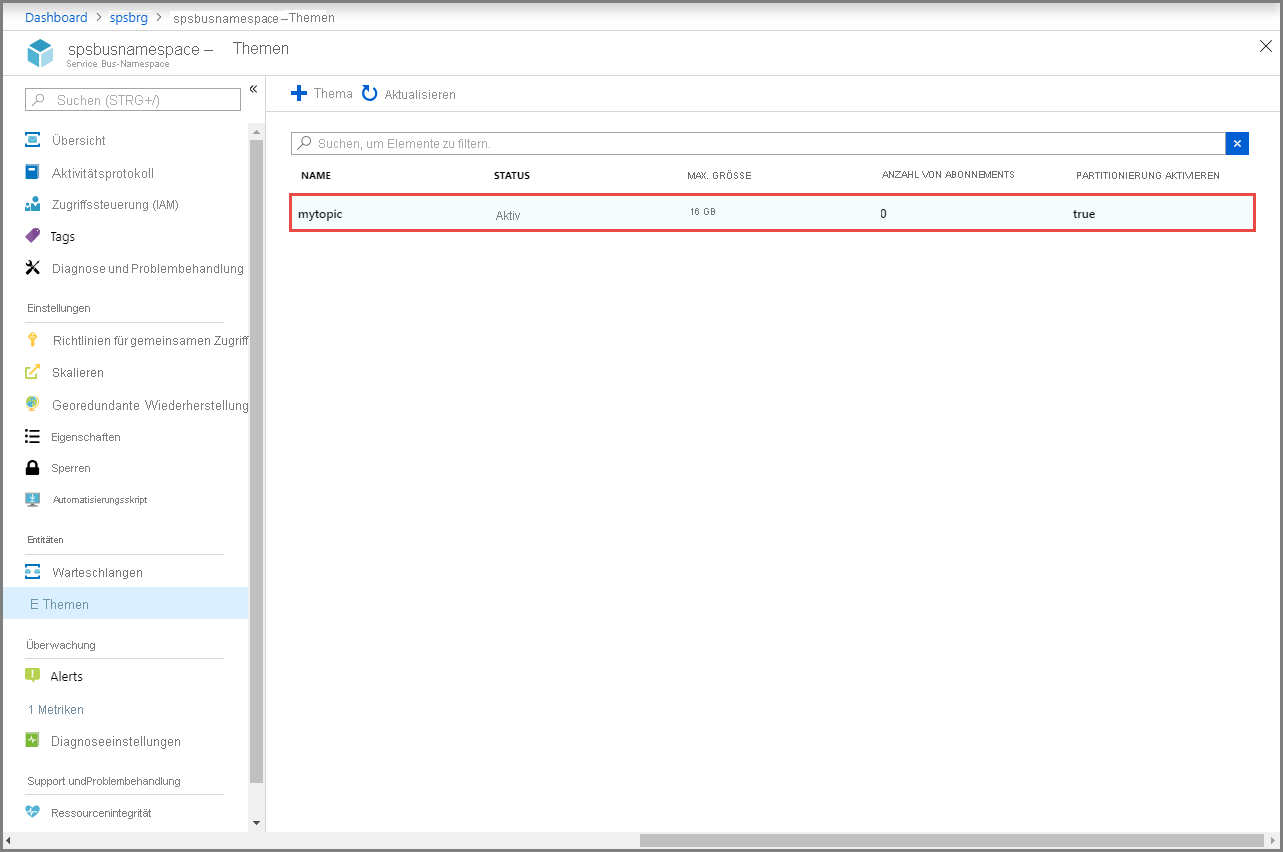 Dashboard > spsbrg > spsbusnamespace – Themen
spsbusnamespace – Themen
Service Bus-Namespace
Suchen (STRG+/)
«
Übersicht
Aktivitätsprotokoll
Zugriffssteuerung (IAM)
Tags
Diagnose und Problembehandlung
Einstellungen
Richtlinien für gemeinsamen Zugriff
Skalieren
Georedundante Wiederherstellung
Eigenschaften
Sperren
Automatisierungsskript
Entitäten
Warteschlangen
E Themen
Überwachung
Alerts
1 Metriken
Diagnoseeinstellungen
Support undProblembehandlung
Ressourcenintegrität
Thema Aktualisieren
Suchen, um Elemente zu filtern.
NAME STATUS MAX. GRÖSSE ANZAHL VON ABONNEMENTS PARTITIONIERUNG AKTIVIEREN
mytopic Aktiv 16 GB 0 true